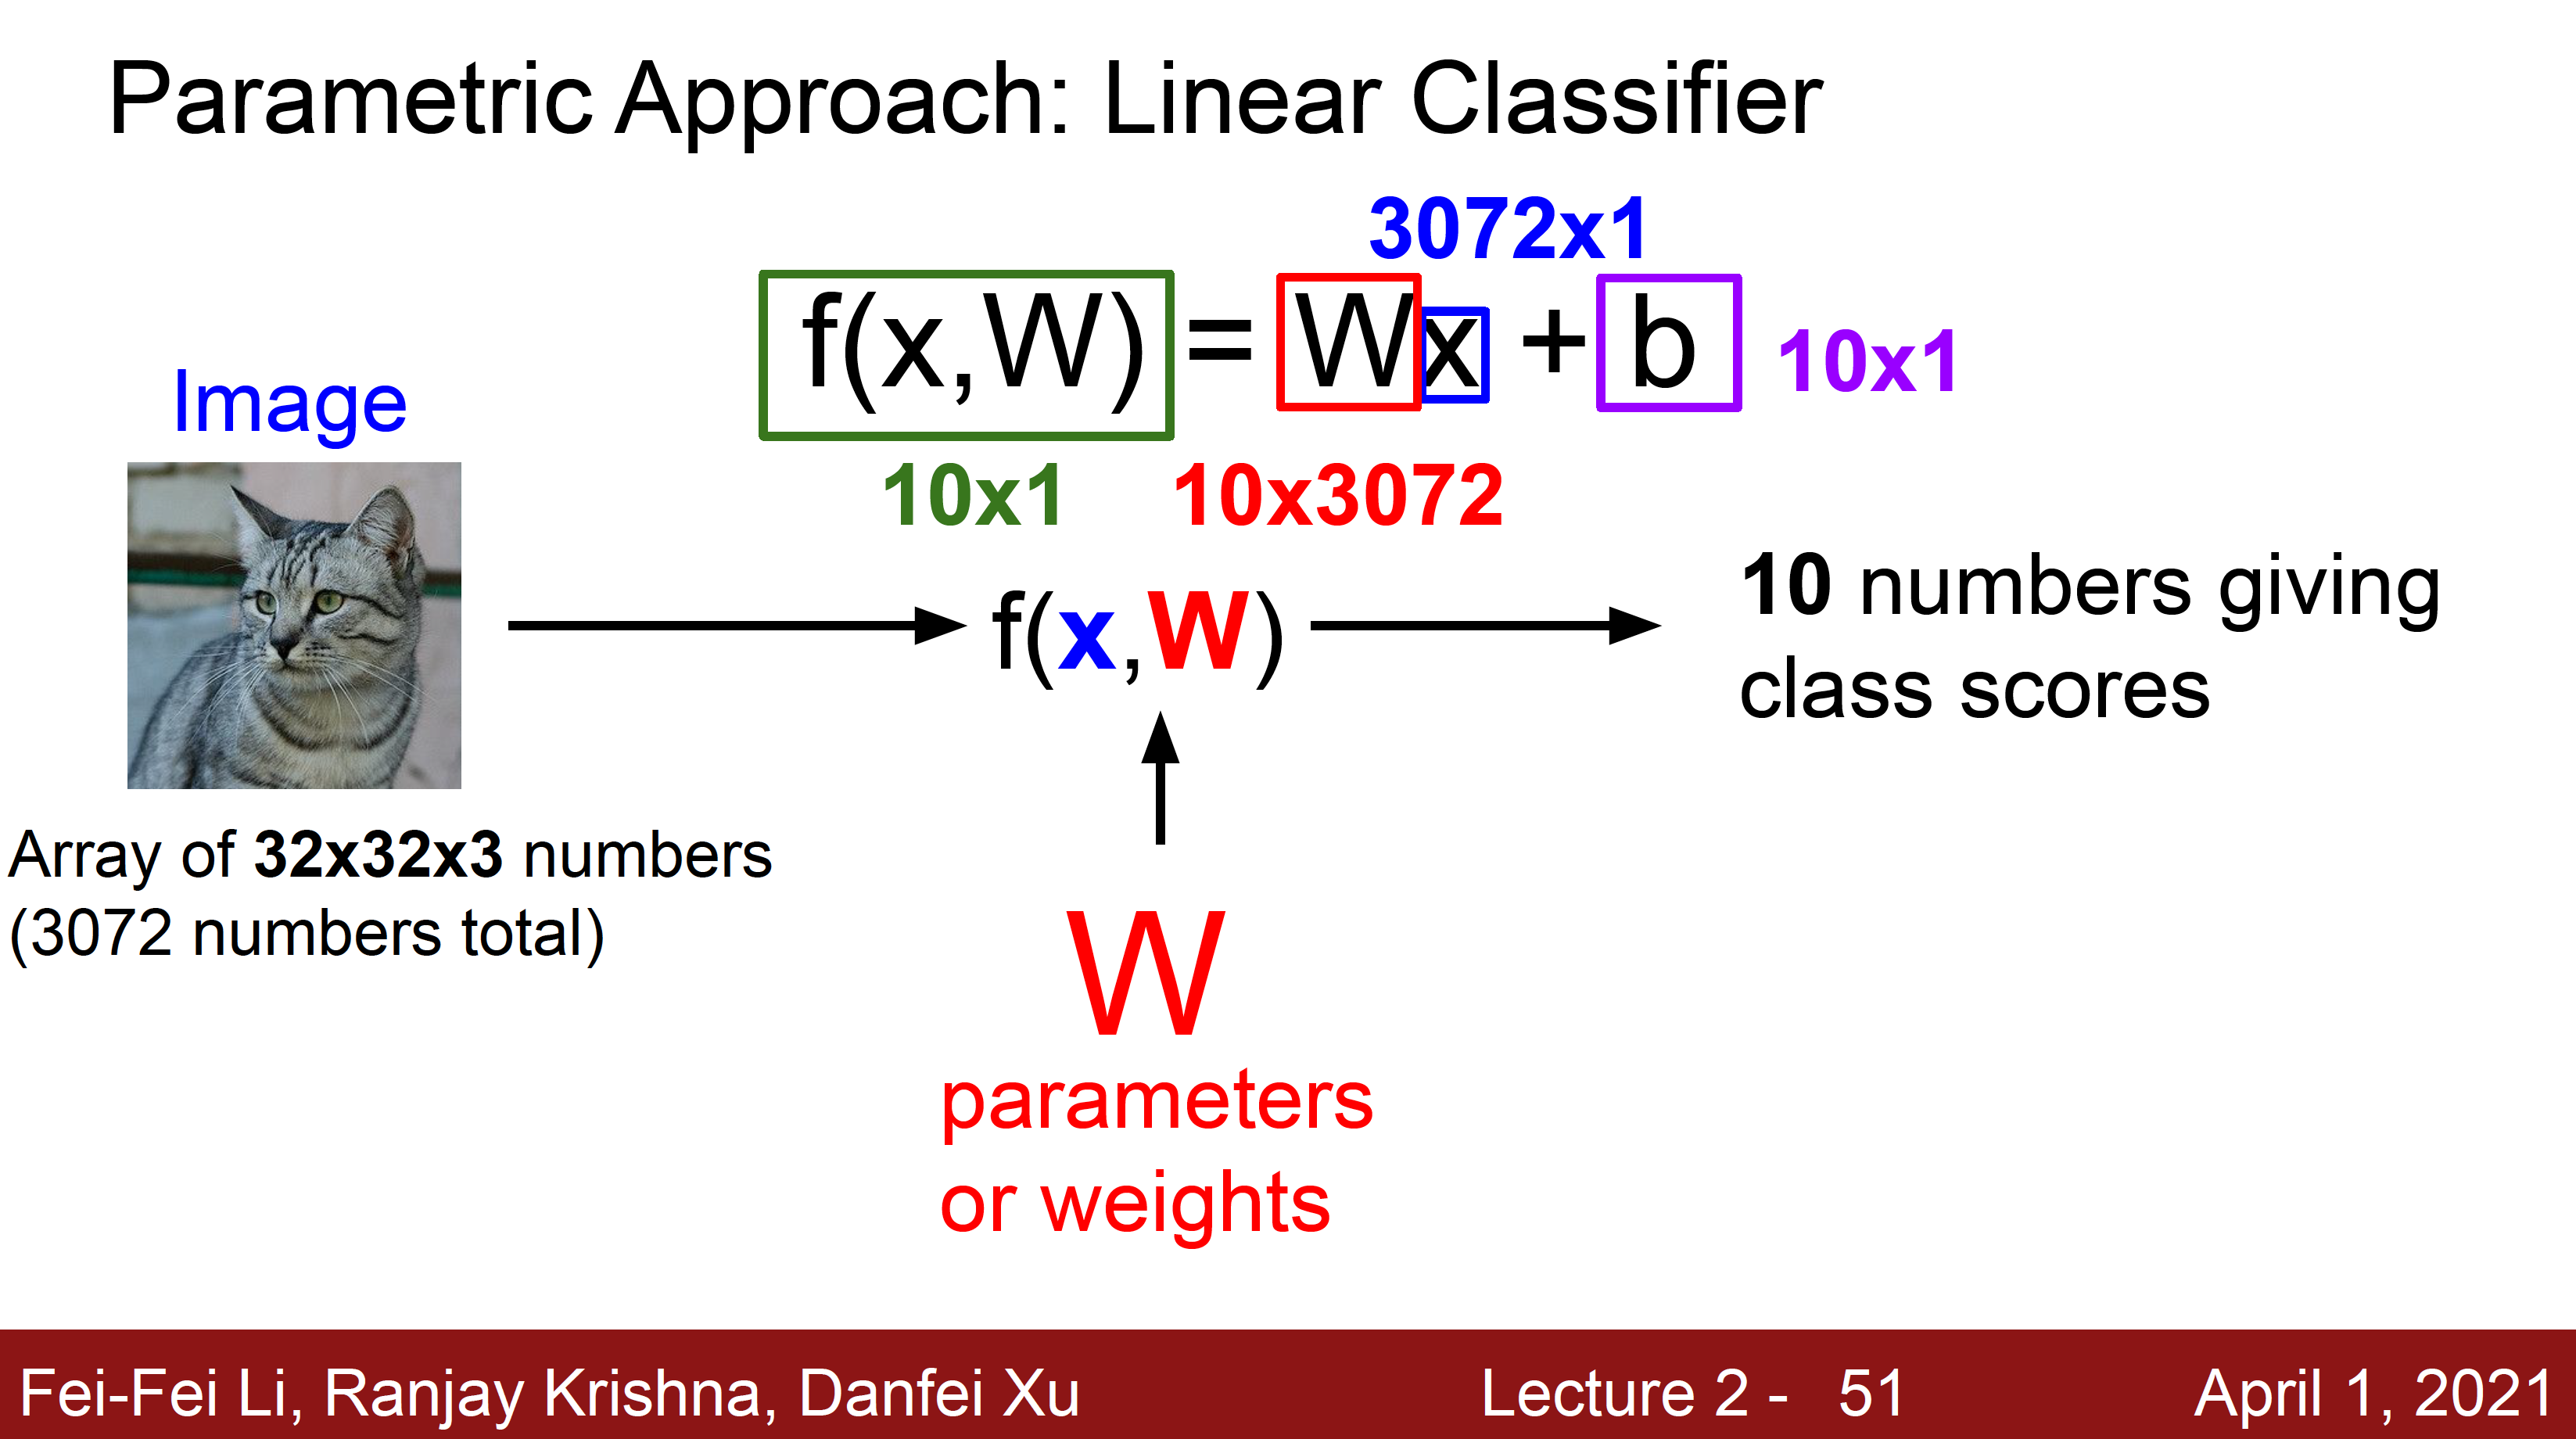 Parametric Approach: Linear Classifier
3072x1
f(x,W) = Wx + b 10x1
Image
10x1 10x3072
f(x,W)
10 numbers giving
class scores
Array of 32x32x3 numbers
(3072 numbers total)
W
parameters
or weights
Fei-Fei Li, Ranjay Krishna, Danfei Xu Lecture 2 - 51 April 1, 2021